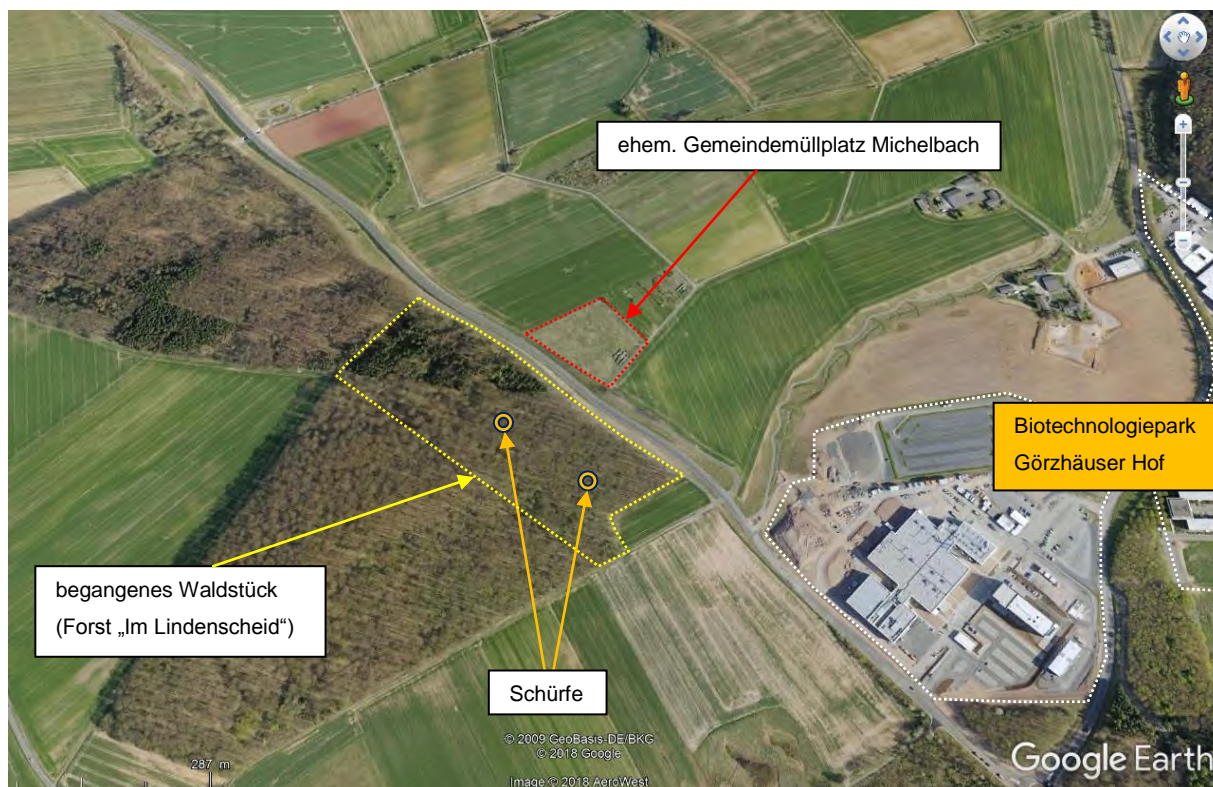 ehem. Gemeindemüllplatz Michelbach
Biotechnologiepark
Görzhäuser Hof
begangenes Waldstück
(Forst „Im Lindenscheid“)
Schürfe
© 2009 GeoBasis-DE/BKG
© 2018 Google
Image © 2018 AeroWest
287 m
Google Earth